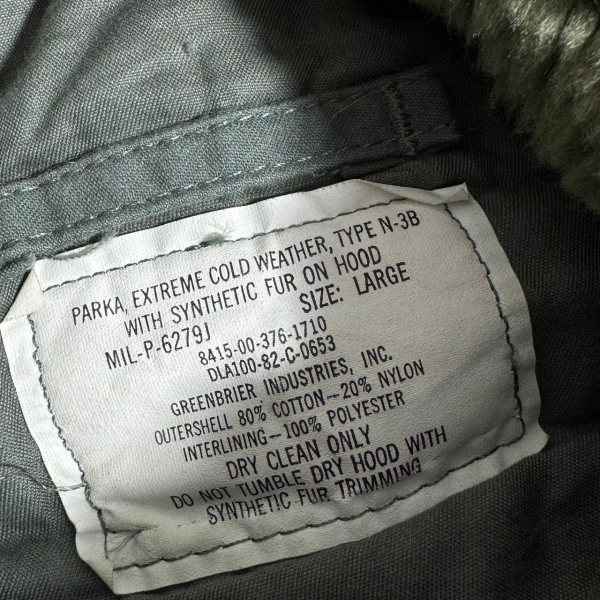 PARKA, EXTREME COLD WEATHER, TYPE N-3B
WITH SYNTHETIC FUR ON HOOD
MIL-P-6279J SIZE: LARGE
8415-00-376-1710
DLA100-82-C-0653
GREENBRIER INDUSTRIES, INC.
OUTERSHELL 80% COTTON—20% NYLON
INTERLINING—100% POLYESTER
DRY CLEAN ONLY
DO NOT TUMBLE DRY HOOD WITH
SYNTHETIC FUR TRIMMING